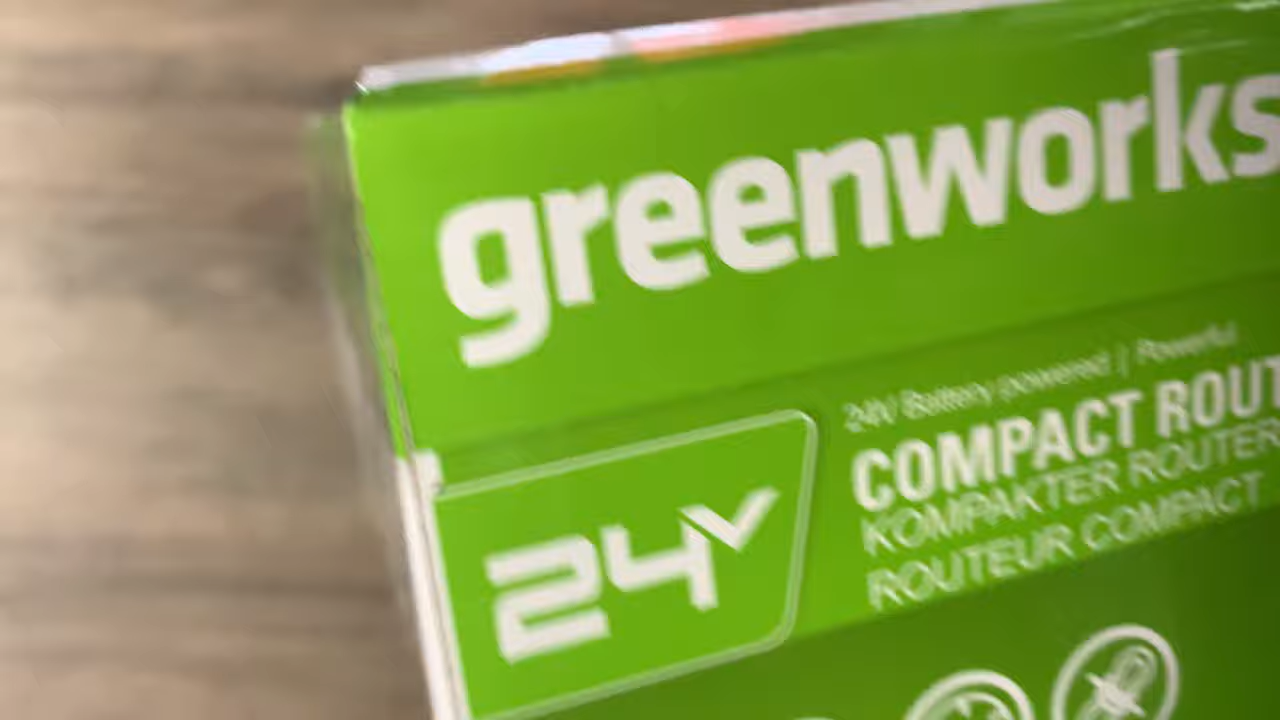 greenworks
24V Battery powered / Powerful
COMPACT ROUT
KOMPAKTER ROUTER
ROUTEUR COMPACT
24V